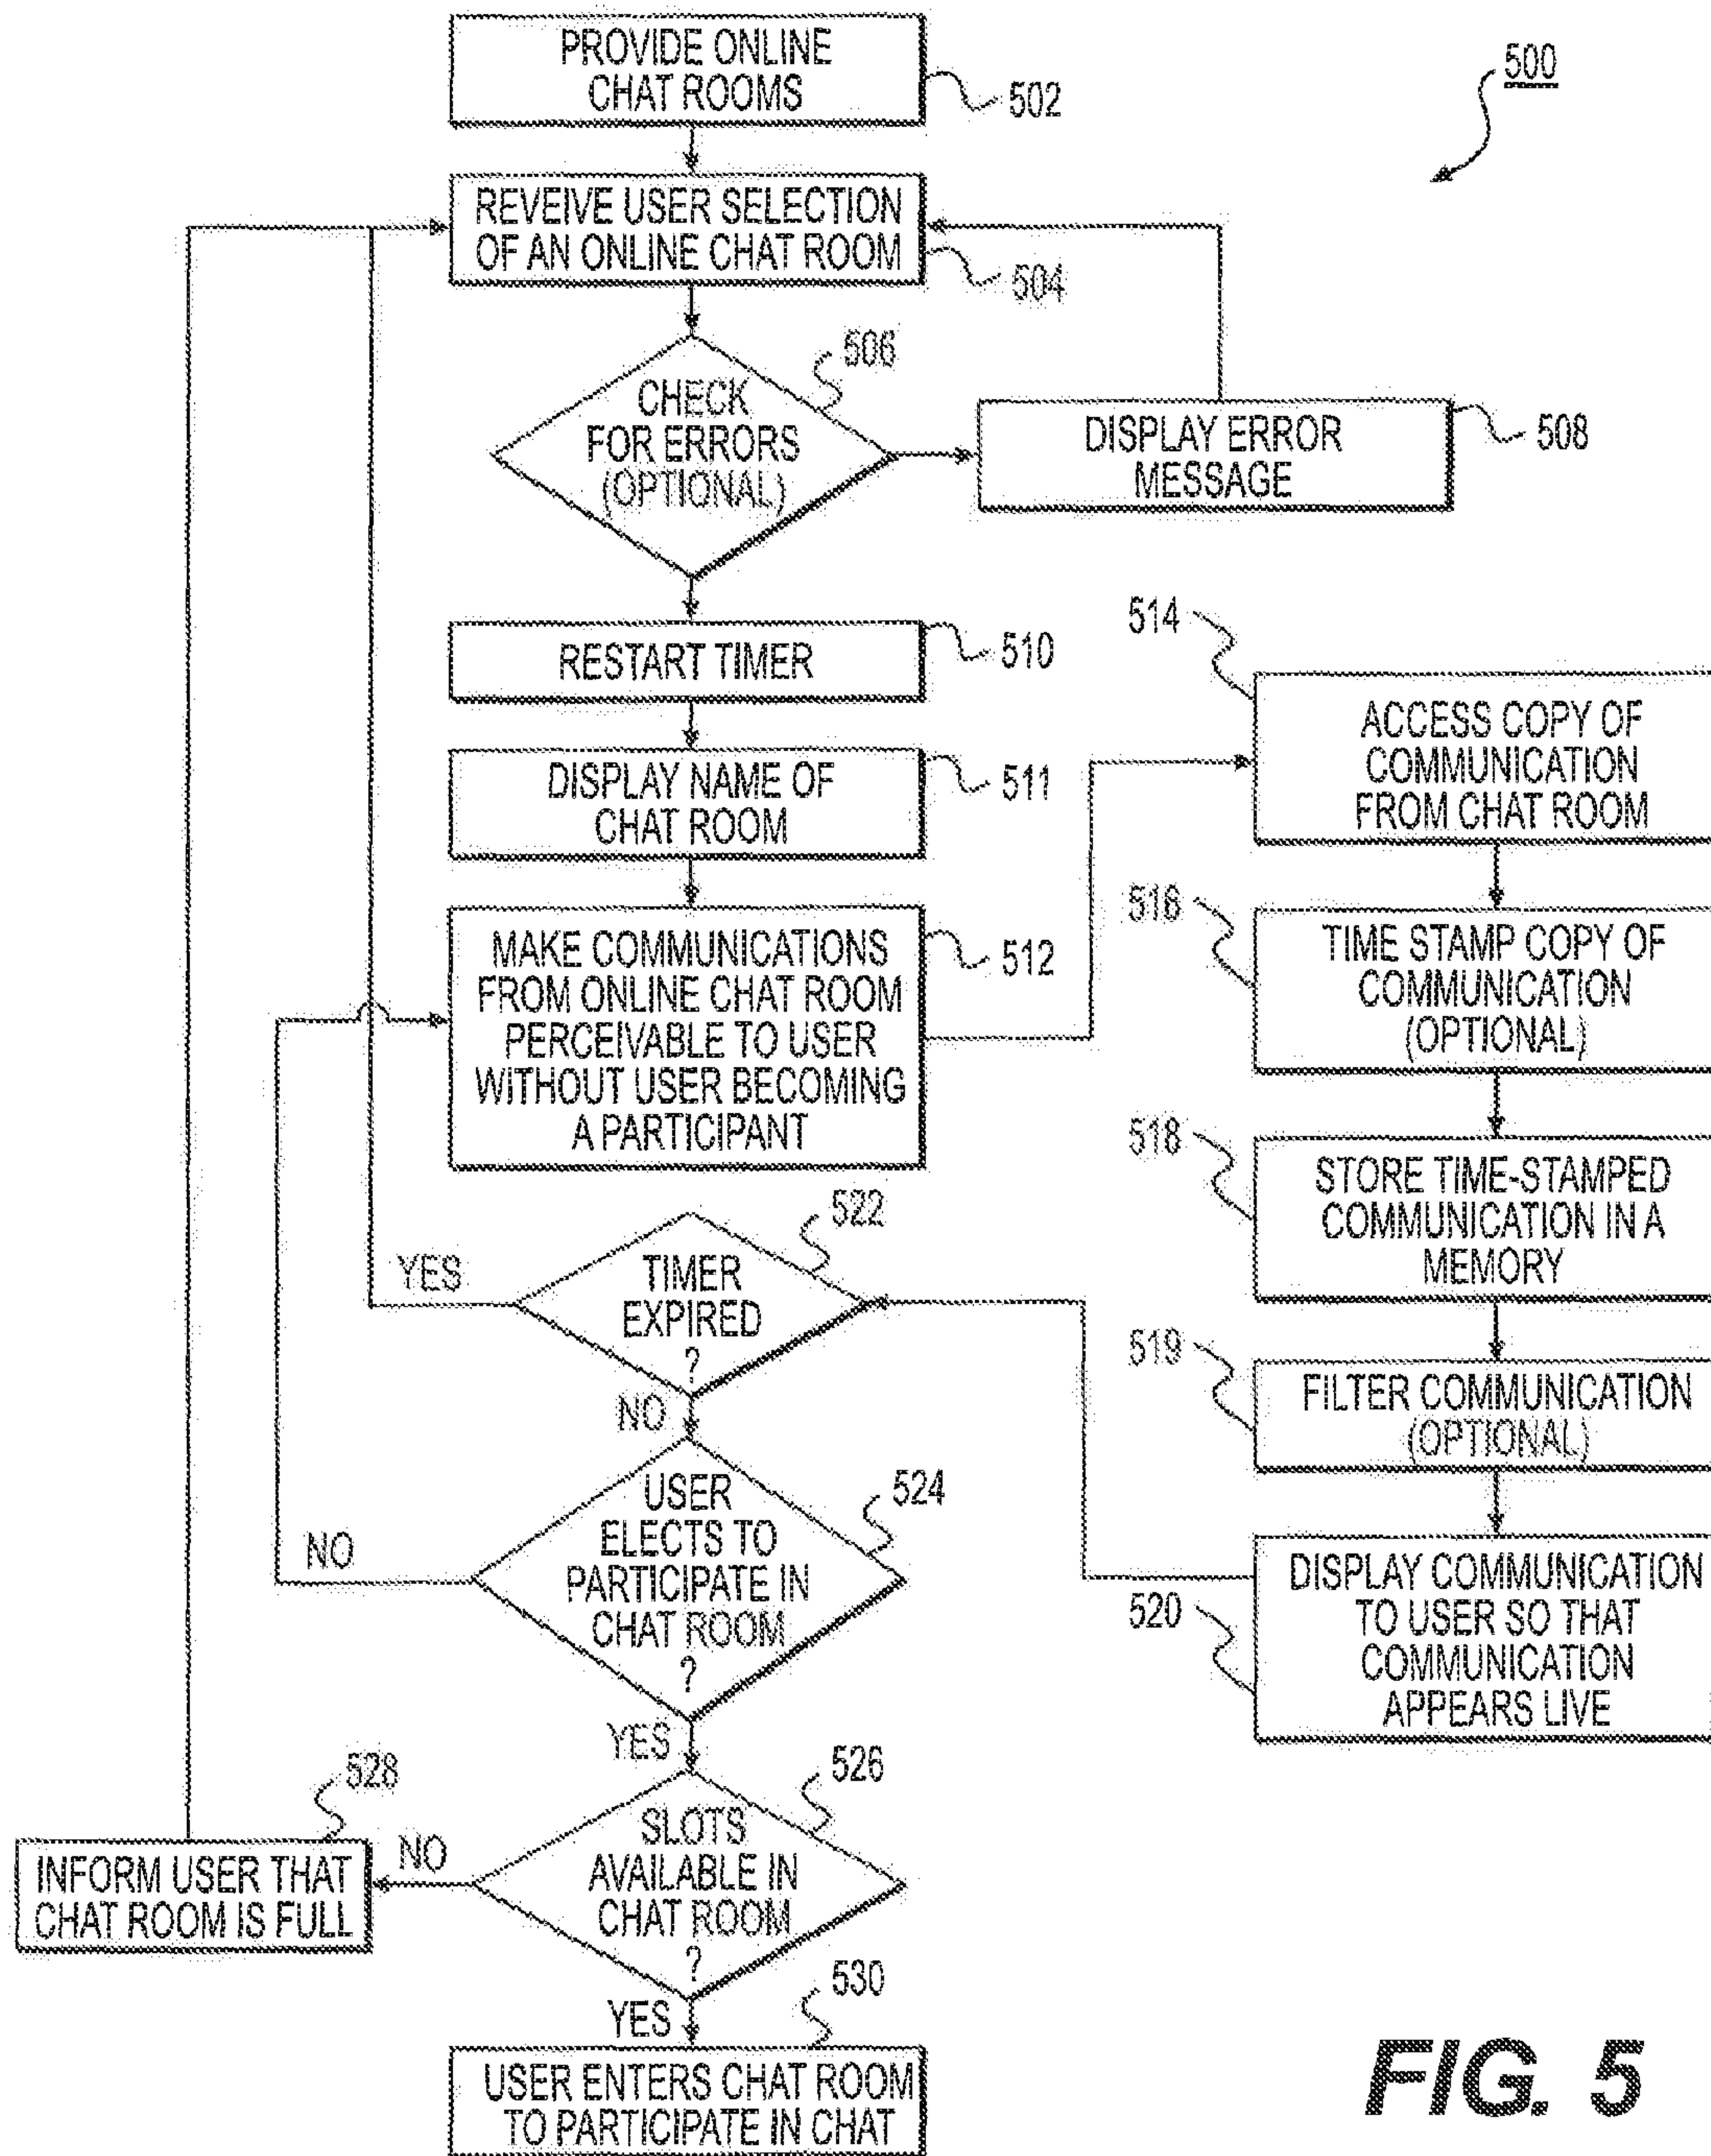 PROVIDE ONLINE
CHAT ROOMS
502
500
REVEIVE USER SELECTION
OF AN ONLINE CHAT ROOM
504
506
CHECK
FOR ERRORS
(OPTIONAL)
DISPLAY ERROR
MESSAGE
508
RESTART TIMER
510
DISPLAY NAME OF
CHAT ROOM
511
MAKE COMMUNICATIONS
FROM ONLINE CHAT ROOM
PERCEIVABLE TO USER
WITHOUT USER BECOMING
A PARTICIPANT
512
514
ACCESS COPY OF
COMMUNICATION
FROM CHAT ROOM
516
TIME STAMP COPY OF
COMMUNICATION
(OPTIONAL)
518
STORE TIME-STAMPED
COMMUNICATION IN A
MEMORY
519
FILTER COMMUNICATION
(OPTIONAL)
520
DISPLAY COMMUNICATION
TO USER SO THAT
COMMUNICATION
APPEARS LIVE
522
YES
TIMER
EXPIRED
?
NO
524
USER
ELECTS TO
PARTICIPATE IN
CHAT ROOM
?
NO
YES
526
SLOTS
AVAILABLE IN
CHAT ROOM
?
NO
528
INFORM USER THAT
CHAT ROOM IS FULL
YES
530
USER ENTERS CHAT ROOM
TO PARTICIPATE IN CHAT
FIG. 5